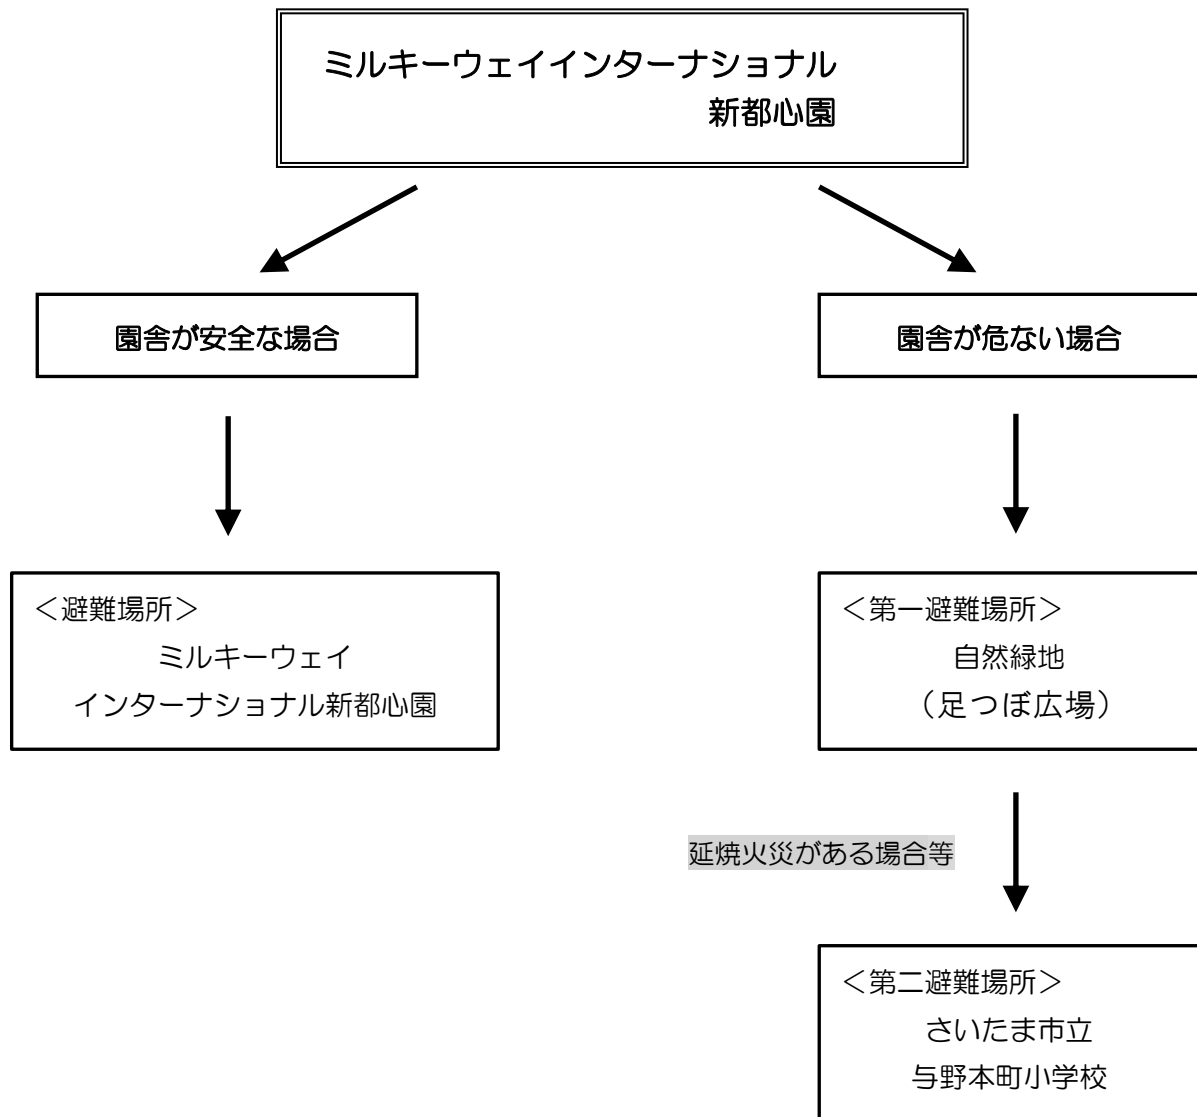 ミルキーウェイインターナショナル
新都心園
園舎が安全な場合
園舎が危ない場合
＜避難場所＞
ミルキーウェイ
インターナショナル新都心園
＜第一避難場所＞
自然緑地
（足つぼ広場）
延焼火災がある場合等
＜第二避難場所＞
さいたま市立
与野本町小学校